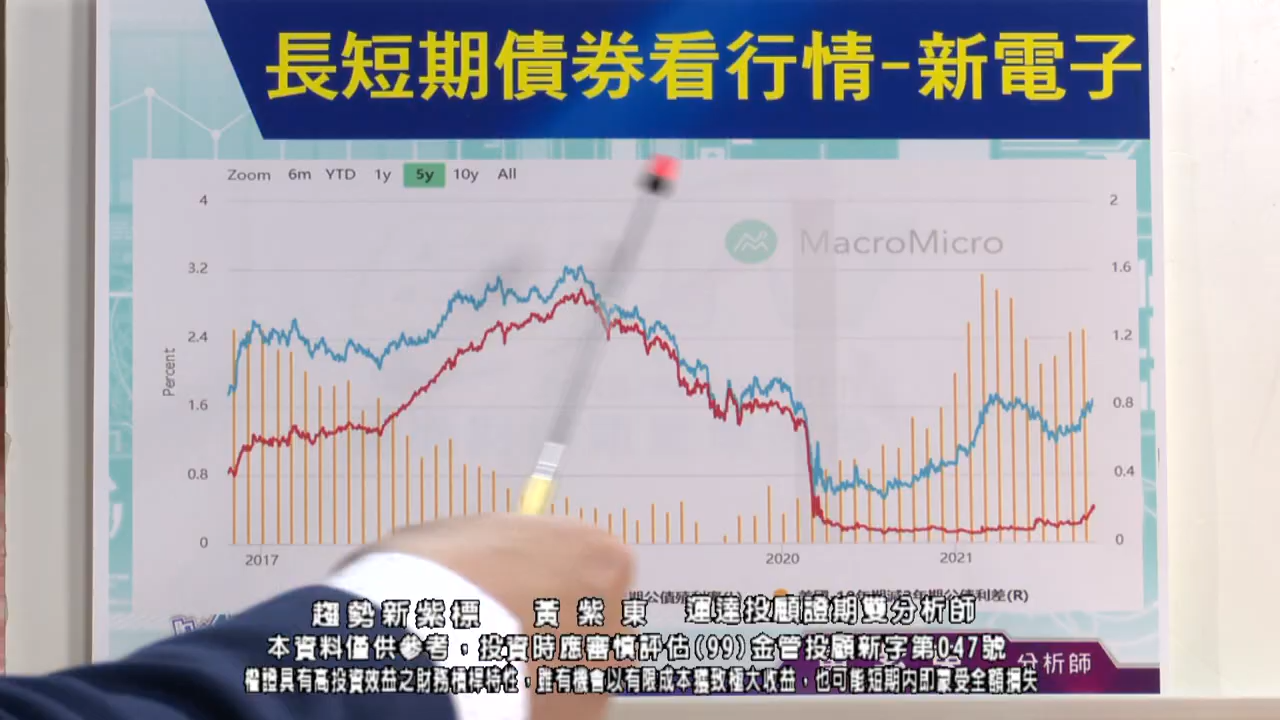 長短期債券看行情-新電子
Zoom 6m YTD 1y 5y 10y All
4 2
MacroMicro
3.2 1.6
2.4 1.2
Percent
1.6 0.8
0.8 0.4
0 0
2017 2020 2021
趨勢新紫標 黃紫東 運達投顧證期雙分析師
本資料僅供參考，投資時應審慎評估(99)金管投顧新字第047號
分析師
權證具有高投資效益之財務槓桿特性，雖有機會以有限成本獲致極大收益，也可能短期內即蒙受全額損失